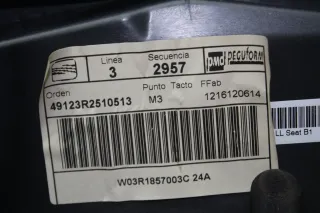 Linea Secuencia
3 2957 pmd PEGUFORM
Orden Punto Tacto FFab
49123R2510513 M3 1216120614
W03R1857003C 24A
LL Seat B1